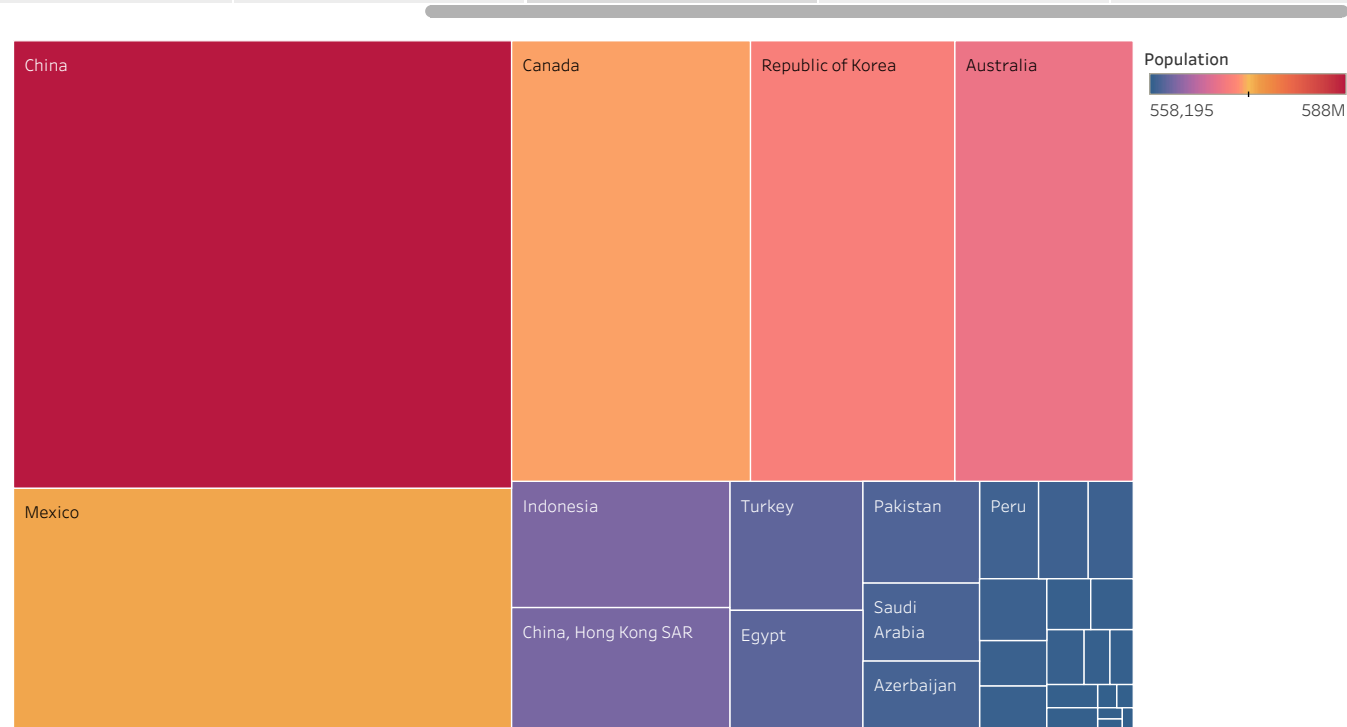 China
Canada
Republic of Korea
Australia
Population
558,195
588M
Mexico
Indonesia
Turkey
Pakistan
Peru
Saudi
Arabia
China, Hong Kong SAR
Egypt
Azerbaijan